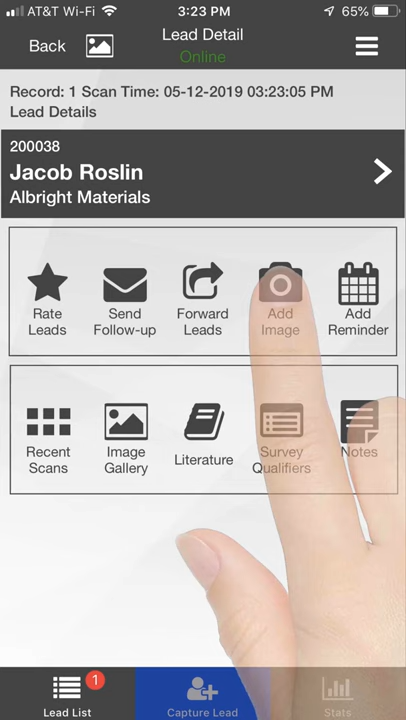 AT&T Wi-Fi 3:23 PM 65%
Back Lead Detail
Online
Record: 1 Scan Time: 05-12-2019 03:23:05 PM
Lead Details
200038
Jacob Roslin
Albright Materials
Rate Leads
Send Follow-up
Forward Leads
Add Image
Add Reminder
Recent Scans
Image Gallery
Literature
Survey Qualifiers
Notes
1
Lead List
Capture Lead
Stats